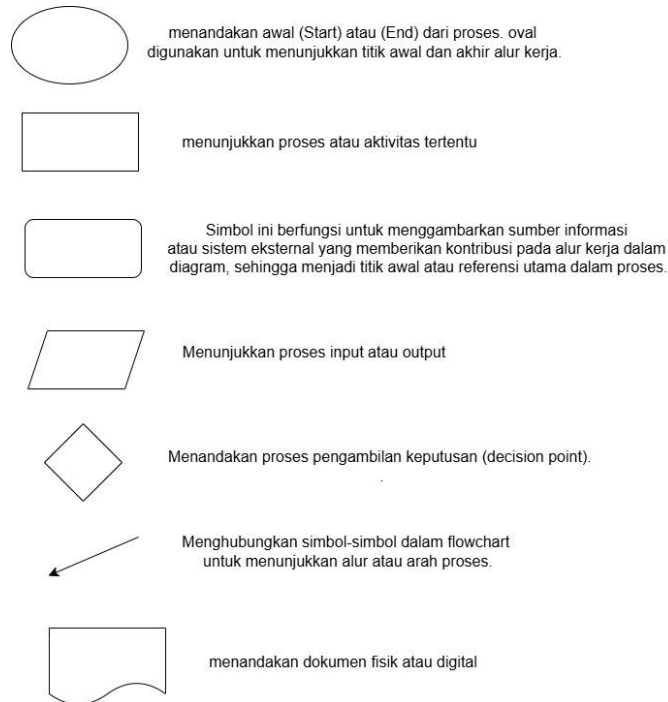 menandakan awal (Start) atau (End) dari proses. oval
digunakan untuk menunjukkan titik awal dan akhir alur kerja.
menunjukkan proses atau aktivitas tertentu
Simbol ini berfungsi untuk menggambarkan sumber informasi
atau sistem eksternal yang memberikan kontribusi pada alur kerja dalam
diagram, sehingga menjadi titik awal atau referensi utama dalam proses.
Menunjukkan proses input atau output
Menandakan proses pengambilan keputusan (decision point).
.
Menghubungkan simbol-simbol dalam flowchart
untuk menunjukkan alur atau arah proses.
menandakan dokumen fisik atau digital